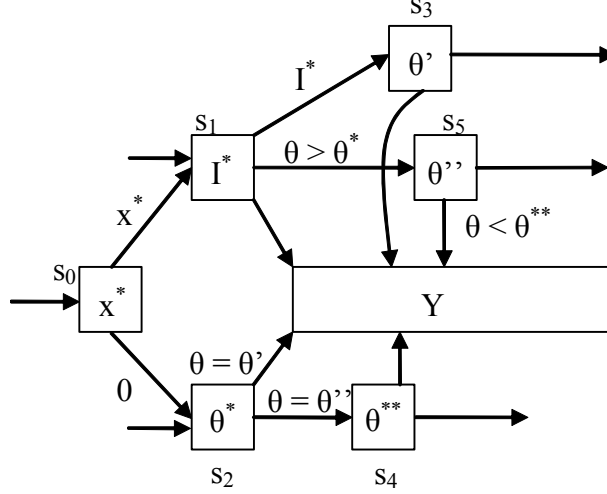 s3
θ'
I*
s1
s5
I*
θ > θ*
θ''
x*
θ < θ**
s0
x*
Y
θ = θ'
0
θ = θ''
θ*
θ**
s2
s4